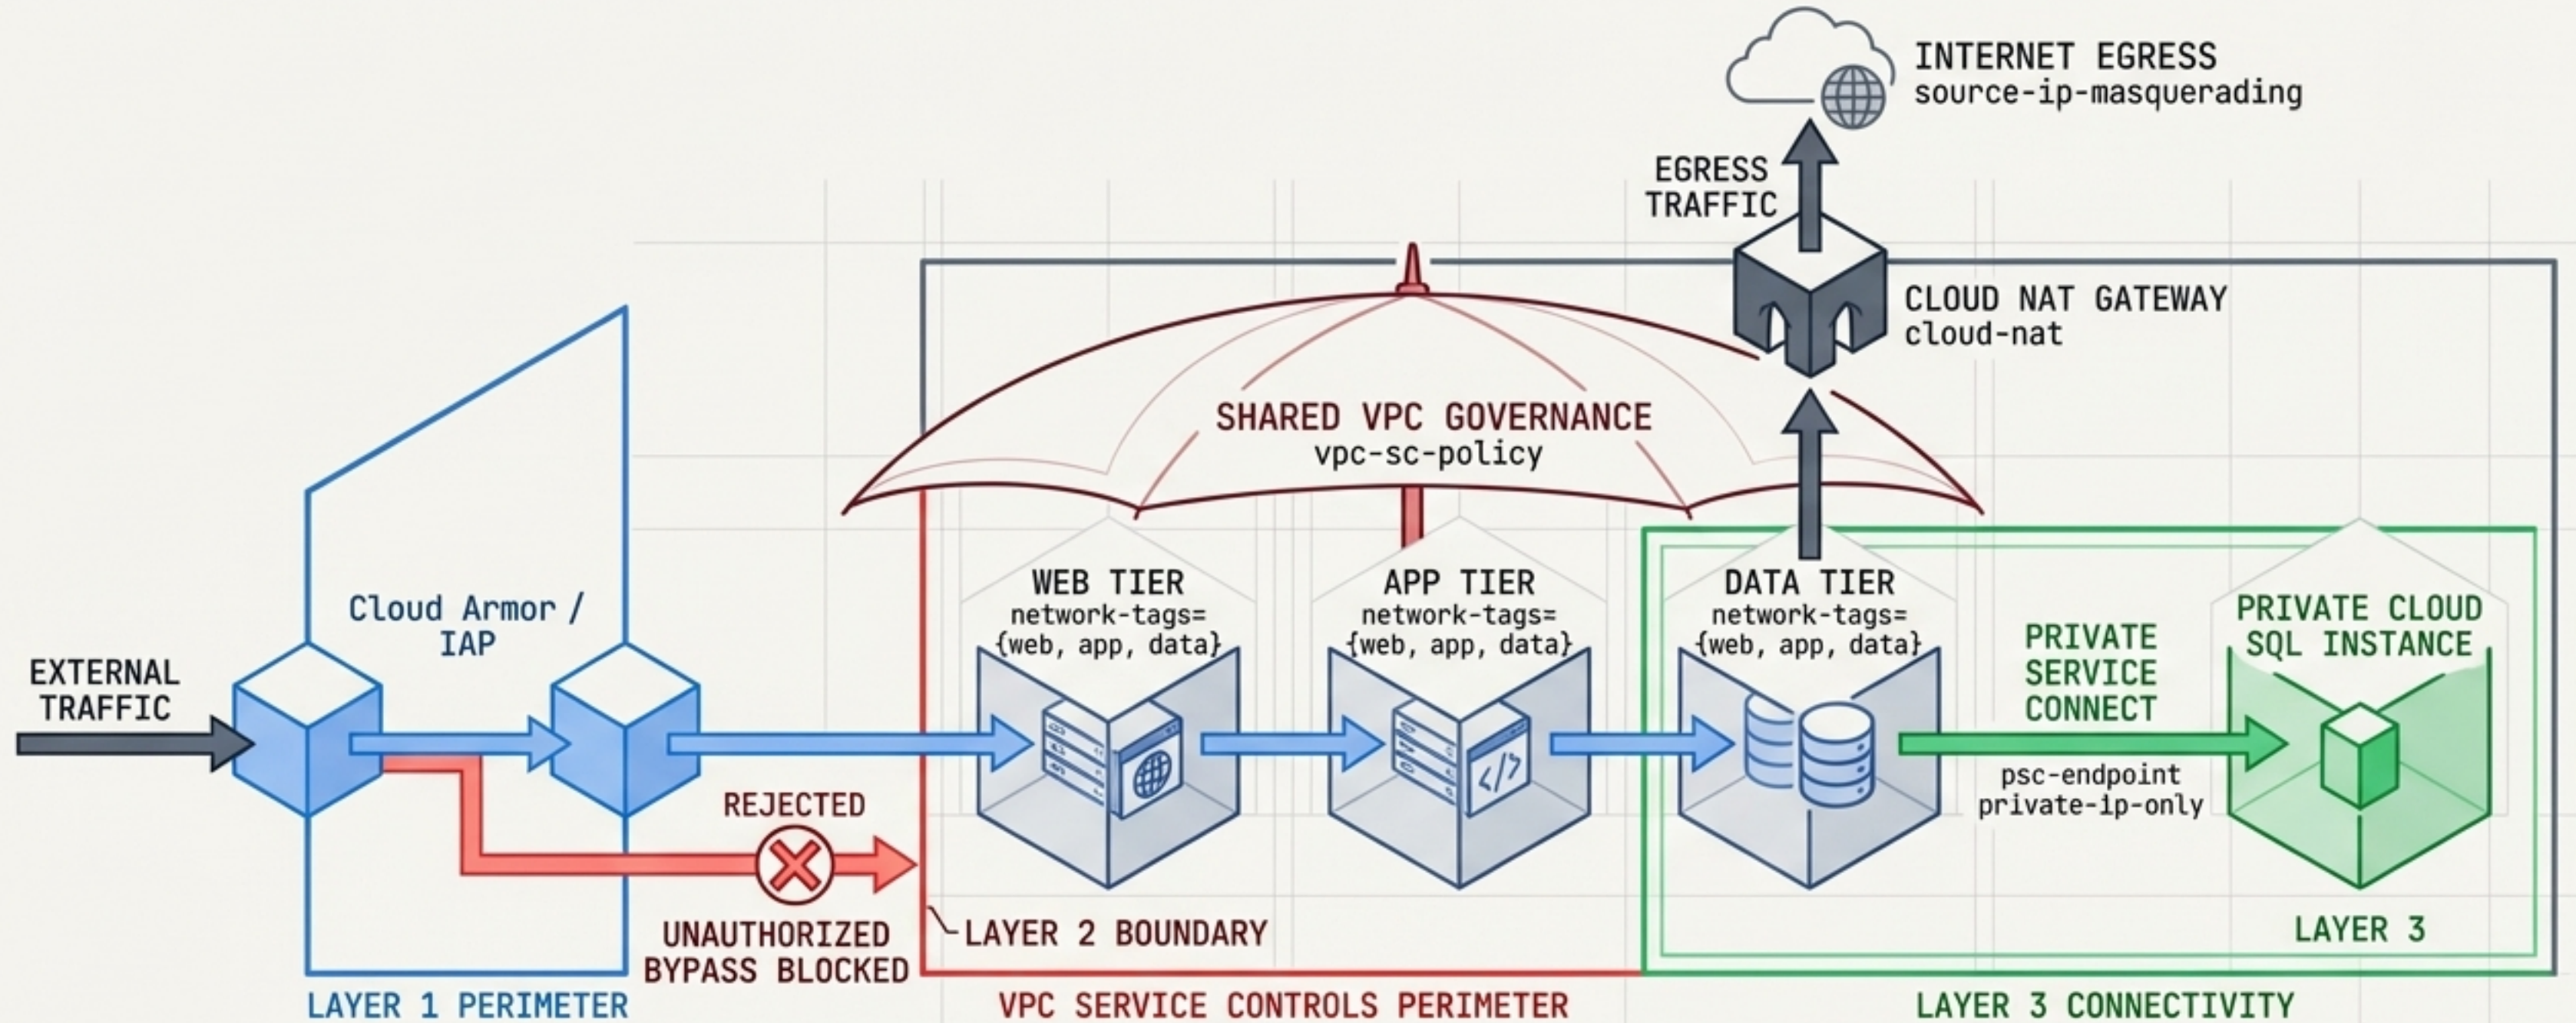 INTERNET EGRESS
source-ip-masquerading
EGRESS
TRAFFIC
CLOUD NAT GATEWAY
cloud-nat
SHARED VPC GOVERNANCE
vpc-sc-policy
Cloud Armor /
IAP
EXTERNAL
TRAFFIC
WEB TIER
network-tags=
{web, app, data}
APP TIER
network-tags=
{web, app, data}
DATA TIER
network-tags=
{web, app, data}
PRIVATE
SERVICE
CONNECT
psc-endpoint
private-ip-only
PRIVATE CLOUD
SQL INSTANCE
</>
REJECTED
UNAUTHORIZED
BYPASS BLOCKED
LAYER 2 BOUNDARY
LAYER 3
LAYER 1 PERIMETER
VPC SERVICE CONTROLS PERIMETER
LAYER 3 CONNECTIVITY